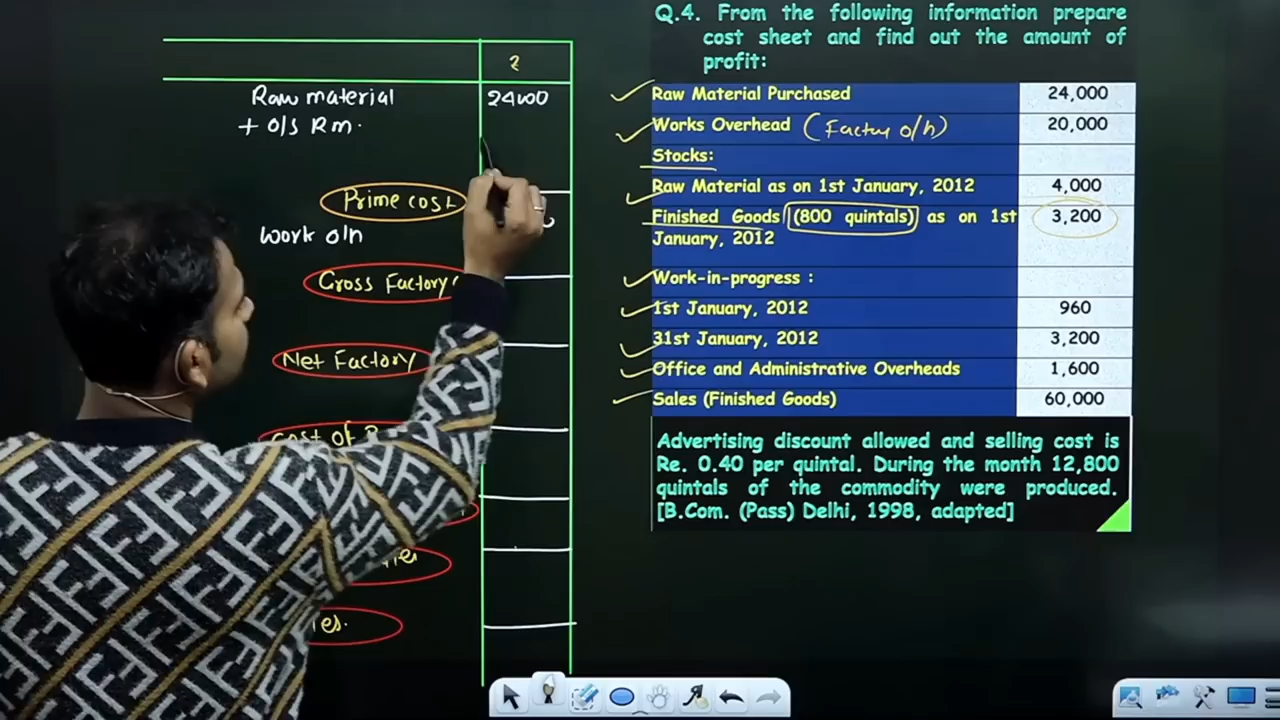 Q.4. From the following information prepare
cost sheet and find out the amount of
profit:
₹
Raw material 24000
+ O/S Rm.
Prime cost
Work o/h
Gross Factory
Net Factory
cost of
Raw Material Purchased 24,000
Works Overhead (Factory o/h) 20,000
Stocks:
Raw Material as on 1st January, 2012 4,000
Finished Goods (800 quintals) as on 1st 3,200
January, 2012
Work-in-progress :
1st January, 2012 960
31st January, 2012 3,200
Office and Administrative Overheads 1,600
Sales (Finished Goods) 60,000
Advertising discount allowed and selling cost is
Re. 0.40 per quintal. During the month 12,800
quintals of the commodity were produced.
[B.Com. (Pass) Delhi, 1998, adapted]